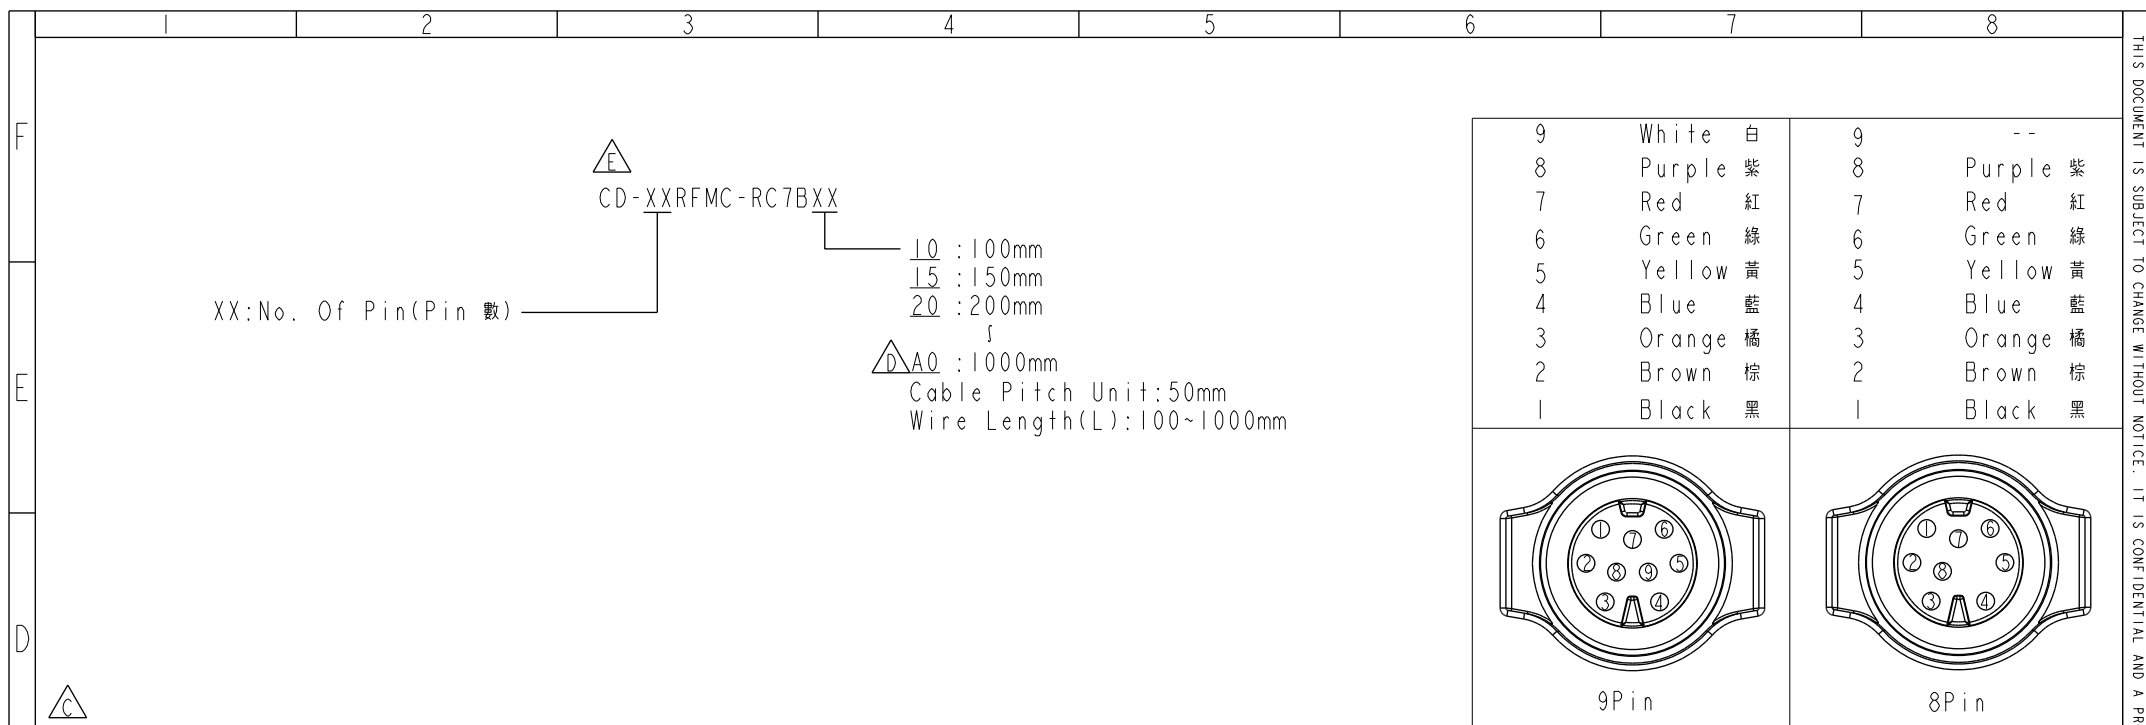 1 2 3 4 5 6 7 8
F
E
D
E
CD-XXRFMC-RC7BXX
10 :100mm
15 :150mm
20 :200mm
∫
D A0 :1000mm
Cable Pitch Unit:50mm
Wire Length(L):100~1000mm
XX:No. Of Pin(Pin 數)
C
9 White 白 9 --
8 Purple 紫 8 Purple 紫
7 Red 紅 7 Red 紅
6 Green 綠 6 Green 綠
5 Yellow 黃 5 Yellow 黃
4 Blue 藍 4 Blue 藍
3 Orange 橘 3 Orange 橘
2 Brown 棕 2 Brown 棕
1 Black 黑 1 Black 黑
1 7 6
2 8 9 5
3 4
9Pin
1 7 6
2 8 5
3 4
8Pin
THIS DOCUMENT IS SUBJECT TO CHANGE WITHOUT NOTICE. IT IS CONFIDENTIAL AND A PR